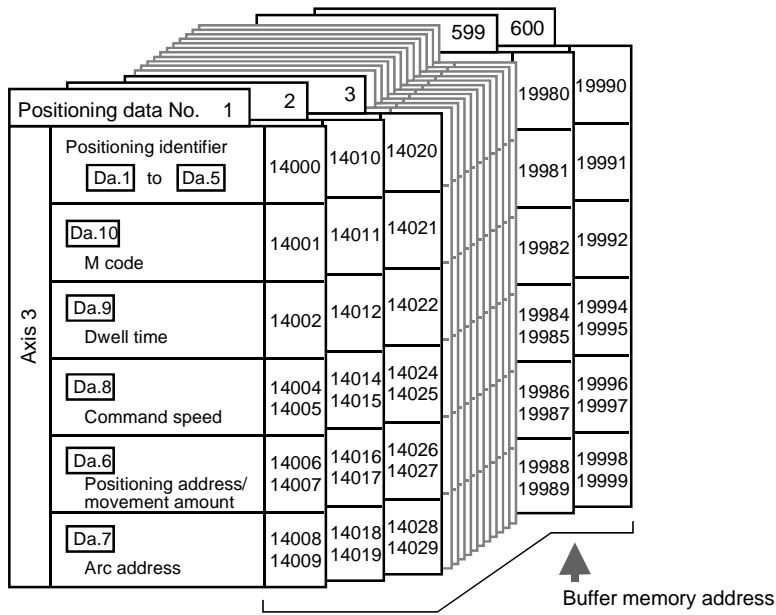 599 600
Positioning data No. 1 2 3
Axis 3
Positioning identifier
Da.1 to Da.5
14000 14010 14020 19980 19990
Da.10
M code
14001 14011 14021 19981 19991
19982 19992
Da.9
Dwell time
14002 14012 14022
19984 19994
19985 19995
Da.8
Command speed
14004 14014 14024
14005 14015 14025
19986 19996
19987 19997
Da.6
Positioning address/
movement amount
14006 14016 14026
14007 14017 14027
19988 19998
19989 19999
Da.7
Arc address
14008 14018 14028
14009 14019 14029
Buffer memory address